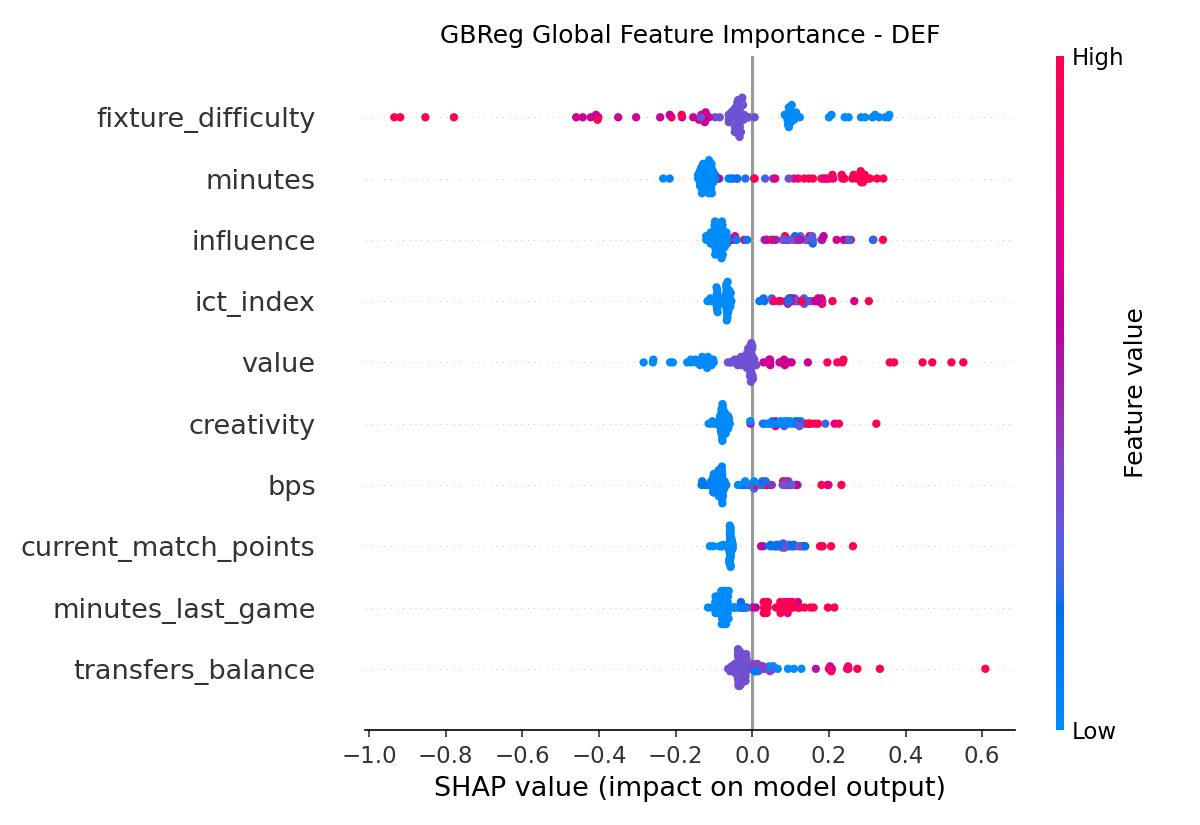 GBReg Global Feature Importance - DEF
High
fixture_difficulty
minutes
influence
ict_index
value
creativity
bps
current_match_points
minutes_last_game
transfers_balance
Feature value
Low
−1.0 −0.8 −0.6 −0.4 −0.2 0.0 0.2 0.4 0.6
SHAP value (impact on model output)